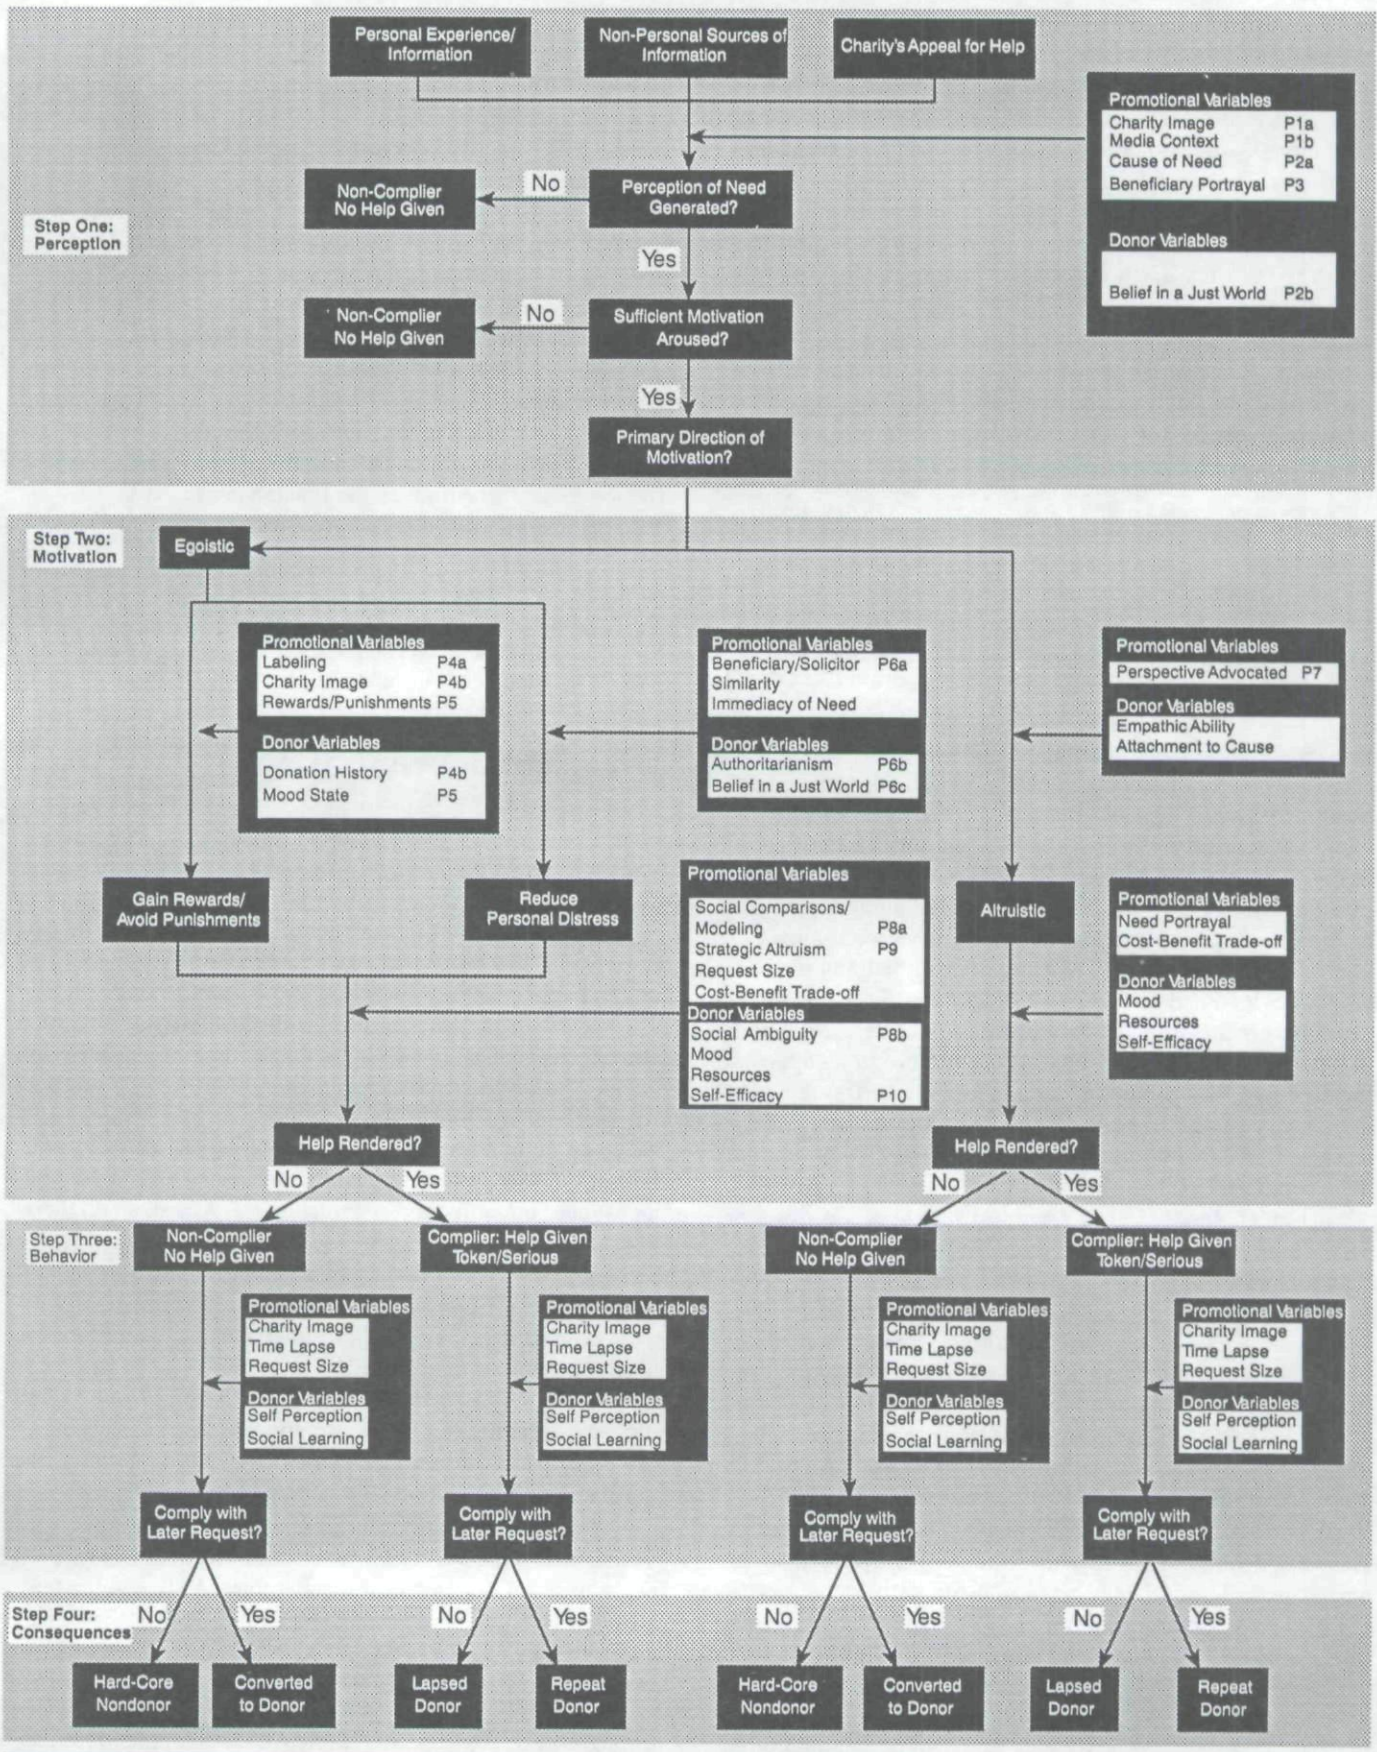 Personal Experience/
Information
Non-Personal Sources of
Information
Charity's Appeal for Help
Promotional Variables
Charity Image P1a
Media Context P1b
Cause of Need P2a
Beneficiary Portrayal P3
Donor Variables
Belief in a Just World P2b
Non-Complier
No Help Given
No
Perception of Need
Generated?
Step One:
Perception
Yes
Non-Complier
No Help Given
No
Sufficient Motivation
Aroused?
Yes
Primary Direction of
Motivation?
Step Two:
Motivation
Egoistic
Promotional Variables
Labeling P4a
Charity Image P4b
Rewards/Punishments P5
Donor Variables
Donation History P4b
Mood State P5
Promotional Variables
Beneficiary/Solicitor P6a
Similarity
Immediacy of Need
Donor Variables
Authoritarianism P6b
Belief in a Just World P6c
Promotional Variables
Perspective Advocated P7
Donor Variables
Empathic Ability
Attachment to Cause
Gain Rewards/
Avoid Punishments
Reduce
Personal Distress
Promotional Variables
Social Comparisons/
Modeling P8a
Strategic Altruism P9
Request Size
Cost-Benefit Trade-off
Donor Variables
Social Ambiguity P8b
Mood
Resources
Self-Efficacy P10
Altruistic
Promotional Variables
Need Portrayal
Cost-Benefit Trade-off
Donor Variables
Mood
Resources
Self-Efficacy
Help Rendered?
No
Yes
Help Rendered?
No
Yes
Step Three:
Behavior
Non-Complier
No Help Given
Complier: Help Given
Token/Serious
Non-Complier
No Help Given
Complier: Help Given
Token/Serious
Promotional Variables
Charity Image
Time Lapse
Request Size
Donor Variables
Self Perception
Social Learning
Promotional Variables
Charity Image
Time Lapse
Request Size
Donor Variables
Self Perception
Social Learning
Promotional Variables
Charity Image
Time Lapse
Request Size
Donor Variables
Self Perception
Social Learning
Promotional Variables
Charity Image
Time Lapse
Request Size
Donor Variables
Self Perception
Social Learning
Comply with
Later Request?
Comply with
Later Request?
Comply with
Later Request?
Comply with
Later Request?
Step Four:
Consequences
No
Yes
No
Yes
No
Yes
No
Yes
Hard-Core
Nondonor
Converted
to Donor
Lapsed
Donor
Repeat
Donor
Hard-Core
Nondonor
Converted
to Donor
Lapsed
Donor
Repeat
Donor